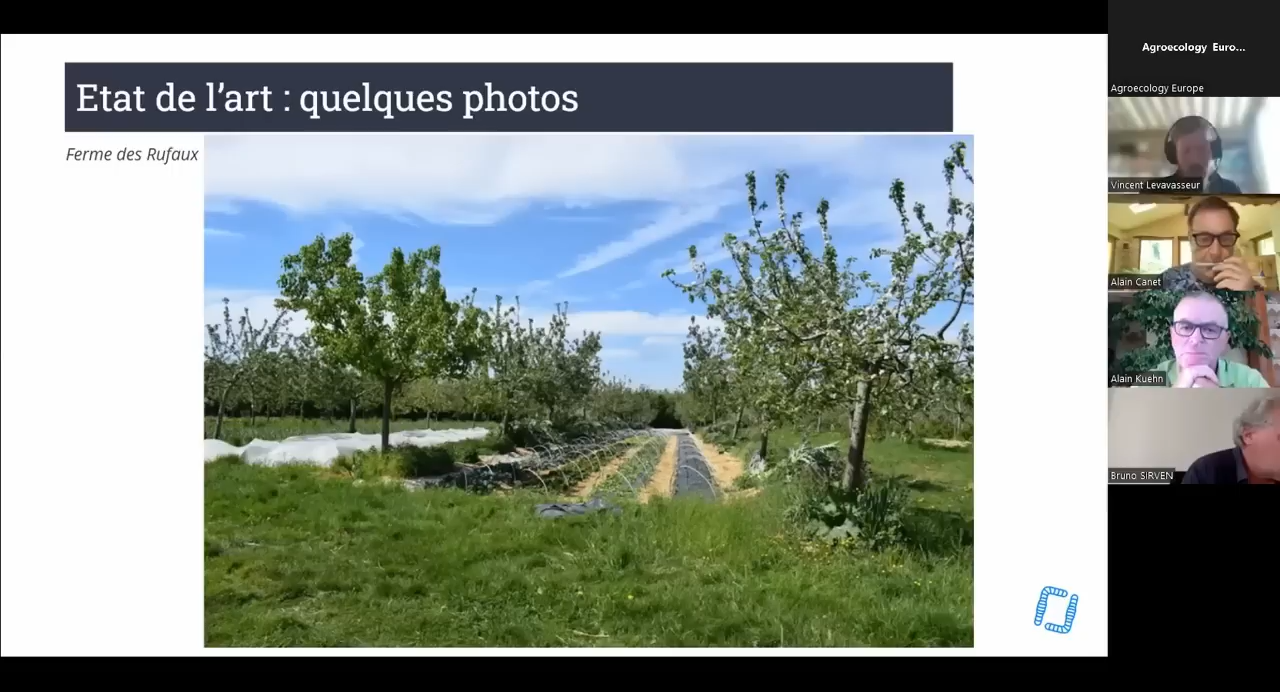 Etat de l'art : quelques photos
Ferme des Rufaux
Agroecology Euro...
Agroecology Europe
Vincent Levavasseur
Alain Canet
Alain Kuehn
Bruno SIRVEN